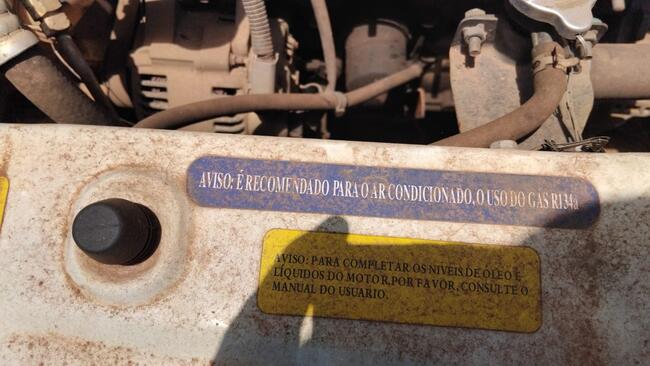 AVISO: É RECOMENDADO PARA O AR CONDICIONADO, O USO DO GAS R134a
AVISO: PARA COMPLETAR OS NIVEIS DE ÓLEO E
LÍQUIDOS DO MOTOR, POR FAVOR, CONSULTE O
MANUAL DO USUARIO.